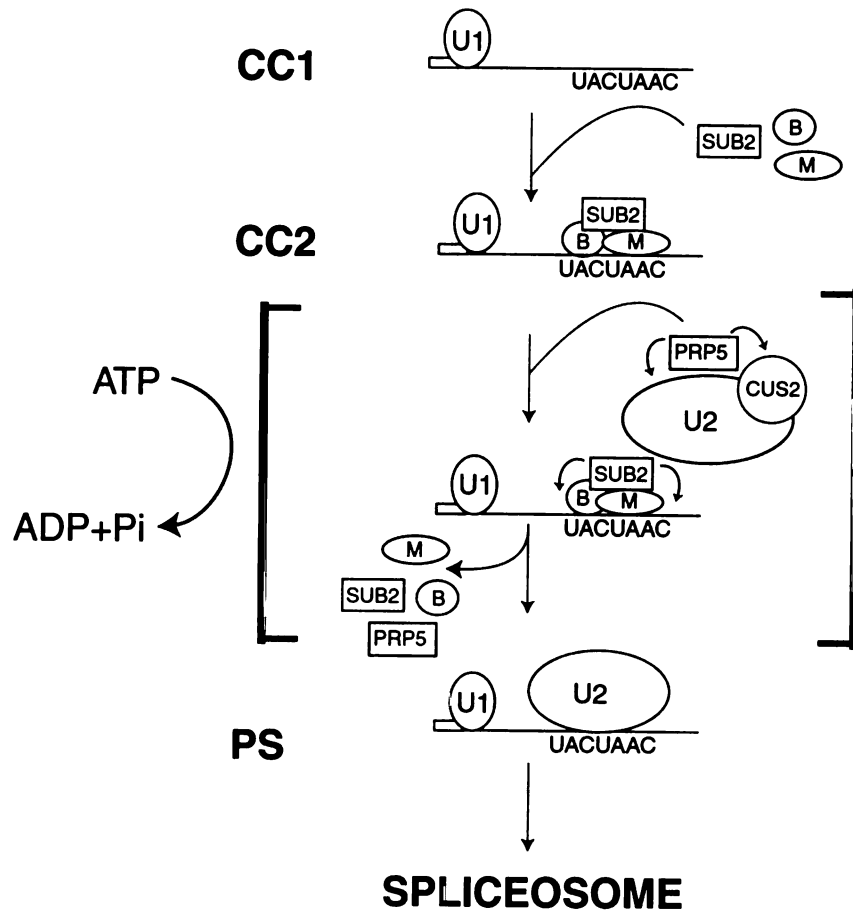 U1
CC1
UACUAAC
SUB2
B
M
SUB2
U1
B
M
CC2
UACUAAC
PRP5
CUS2
ATP
U2
SUB2
U1
B
M
ADP+Pi
UACUAAC
M
SUB2
B
PRP5
U1
U2
PS
UACUAAC
SPLICEOSOME